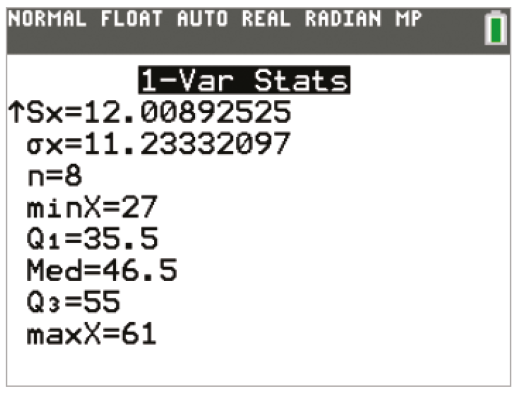 NORMAL FLOAT AUTO REAL RADIAN MP
1-Var Stats
↑Sx=12.00892525
σx=11.23332097
n=8
minX=27
Q₁=35.5
Med=46.5
Q₃=55
maxX=61